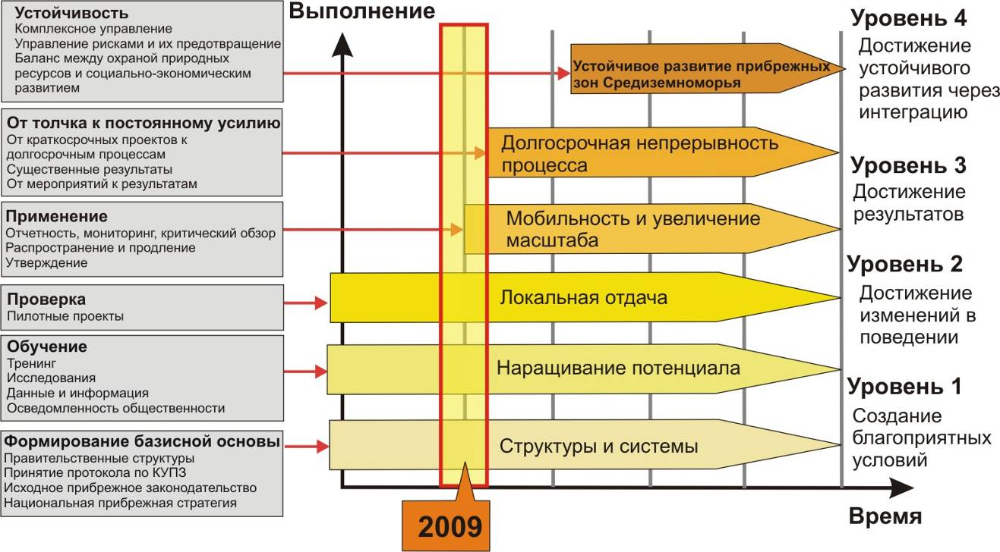 Выполнение
Устойчивость
Комплексное управление
Управление рисками и их предотвращение
Баланс между охраной природных
ресурсов и социально-экономическим
развитием
От толчка к постоянному усилию
От краткосрочных проектов к
долгосрочным процессам
Существенные результаты
От мероприятий к результатам
Применение
Отчетность, мониторинг, критический обзор
Распространение и продление
Утверждение
Проверка
Пилотные проекты
Обучение
Тренинг
Исследования
Данные и информация
Осведомленность общественности
Формирование базисной основы
Правительственные структуры
Принятие протокола по КУПЗ
Исходное прибрежное законодательство
Национальная прибрежная стратегия
Устойчивое развитие прибрежных
зон Средиземноморья
Долгосрочная непрерывность
процесса
Мобильность и увеличение
масштаба
Локальная отдача
Наращивание потенциала
Структуры и системы
2009
Уровень 4
Достижение
устойчивого
развития через
интеграцию
Уровень 3
Достижение
результатов
Уровень 2
Достижение
изменений в
поведении
Уровень 1
Создание
благоприятных
условий
Время